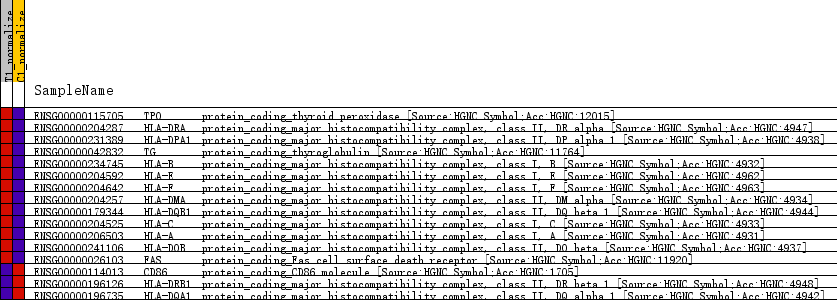 T1_normalize
C1_normalize
SampleName
ENSG00000115705 TPO protein_coding_thyroid peroxidase [Source:HGNC Symbol;Acc:HGNC:12015]
ENSG00000204287 HLA-DRA protein_coding_major histocompatibility complex, class II, DR alpha [Source:HGNC Symbol;Acc:HGNC:4947]
ENSG00000231389 HLA-DPA1 protein_coding_major histocompatibility complex, class II, DP alpha 1 [Source:HGNC Symbol;Acc:HGNC:4938]
ENSG00000042832 TG protein_coding_thyroglobulin [Source:HGNC Symbol;Acc:HGNC:11764]
ENSG00000234745 HLA-B protein_coding_major histocompatibility complex, class I, B [Source:HGNC Symbol;Acc:HGNC:4932]
ENSG00000204592 HLA-E protein_coding_major histocompatibility complex, class I, E [Source:HGNC Symbol;Acc:HGNC:4962]
ENSG00000204642 HLA-F protein_coding_major histocompatibility complex, class I, F [Source:HGNC Symbol;Acc:HGNC:4963]
ENSG00000204257 HLA-DMA protein_coding_major histocompatibility complex, class II, DM alpha [Source:HGNC Symbol;Acc:HGNC:4934]
ENSG00000179344 HLA-DQB1 protein_coding_major histocompatibility complex, class II, DQ beta 1 [Source:HGNC Symbol;Acc:HGNC:4944]
ENSG00000204525 HLA-C protein_coding_major histocompatibility complex, class I, C [Source:HGNC Symbol;Acc:HGNC:4933]
ENSG00000206503 HLA-A protein_coding_major histocompatibility complex, class I, A [Source:HGNC Symbol;Acc:HGNC:4931]
ENSG00000241106 HLA-DOB protein_coding_major histocompatibility complex, class II, DO beta [Source:HGNC Symbol;Acc:HGNC:4937]
ENSG00000026103 FAS protein_coding_Fas cell surface death receptor [Source:HGNC Symbol;Acc:HGNC:11920]
ENSG00000114013 CD86 protein_coding_CD86 molecule [Source:HGNC Symbol;Acc:HGNC:1705]
ENSG00000196126 HLA-DRB1 protein_coding_major histocompatibility complex, class II, DR beta 1 [Source:HGNC Symbol;Acc:HGNC:4948]
ENSG00000196735 HLA-DQA1 protein_coding_major histocompatibility complex, class II, DQ alpha 1 [Source:HGNC Symbol;Acc:HGNC:4942]